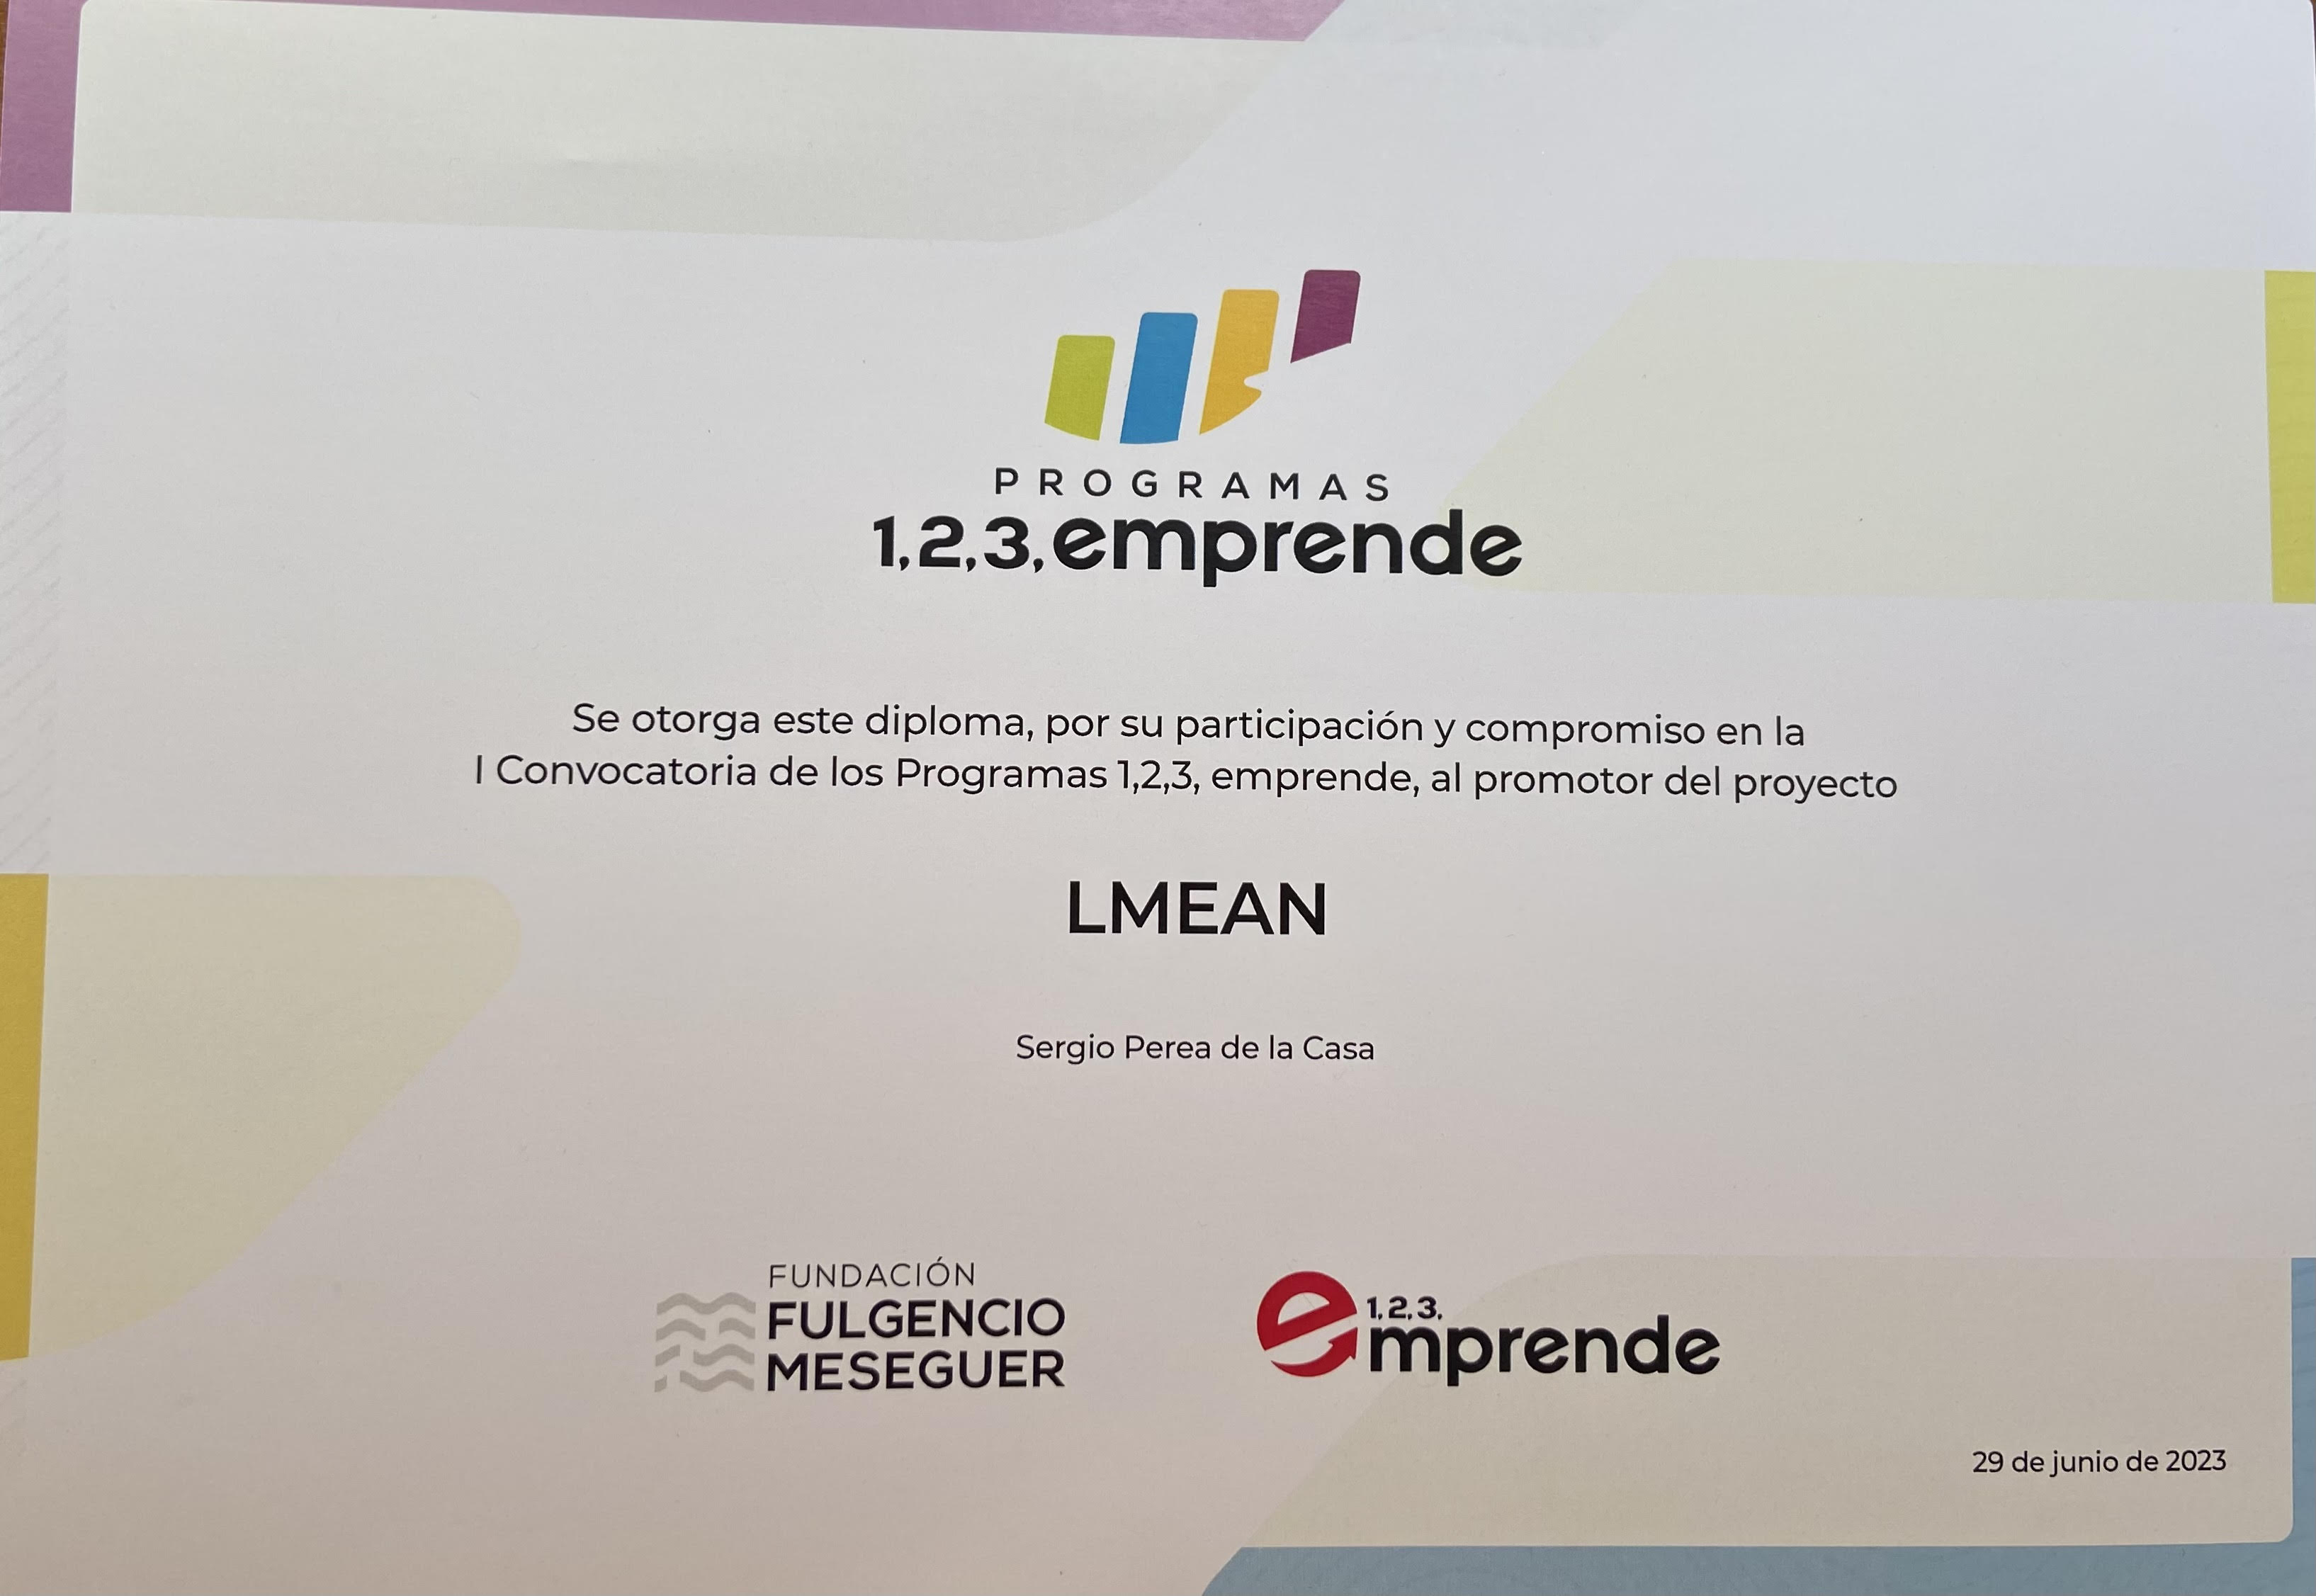 PROGRAMAS
1,2,3,emprende
Se otorga este diploma, por su participación y compromiso en la
I Convocatoria de los Programas 1,2,3, emprende, al promotor del proyecto
LMEAN
Sergio Perea de la Casa
FUNDACIÓN
FULGENCIO
MESEGUER
1,2,3,
emprende
29 de junio de 2023